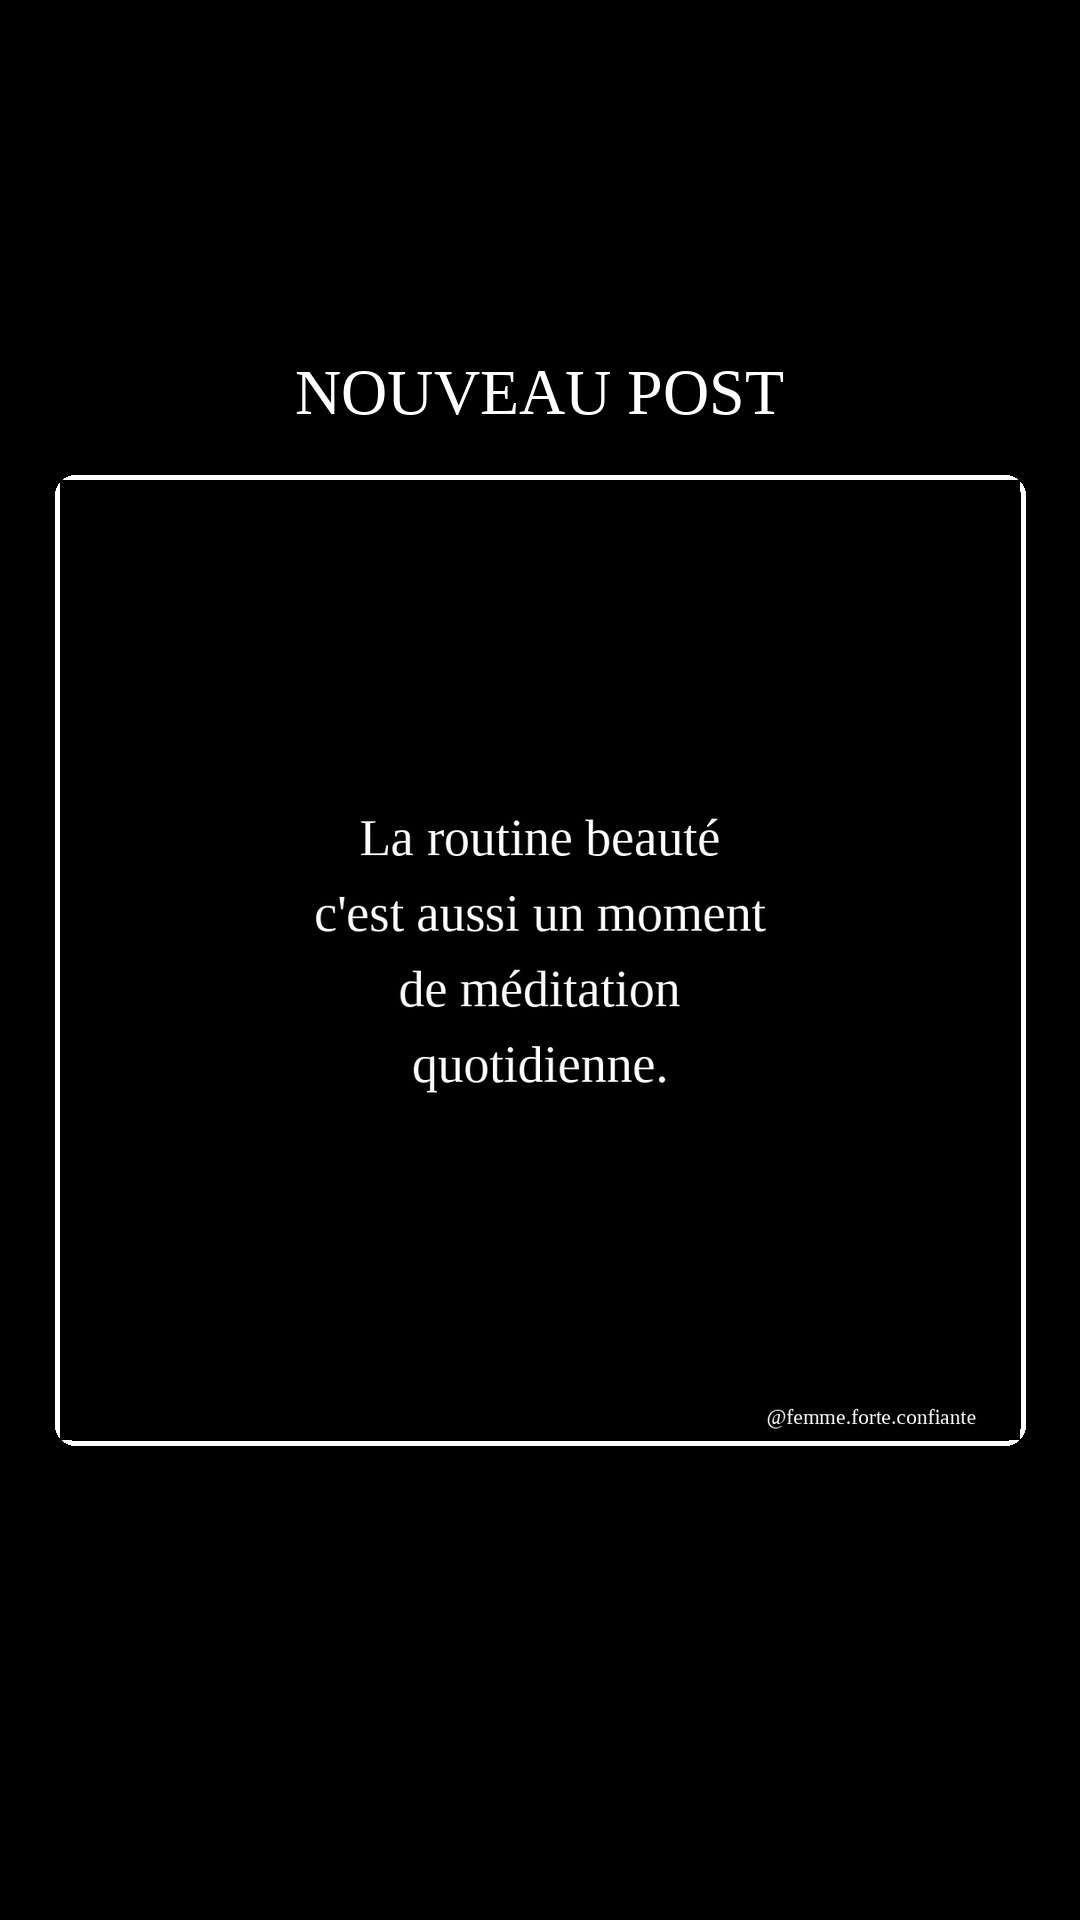 NOUVEAU POST
La routine beauté
c'est aussi un moment
de méditation
quotidienne.
@femme.forte.confiante